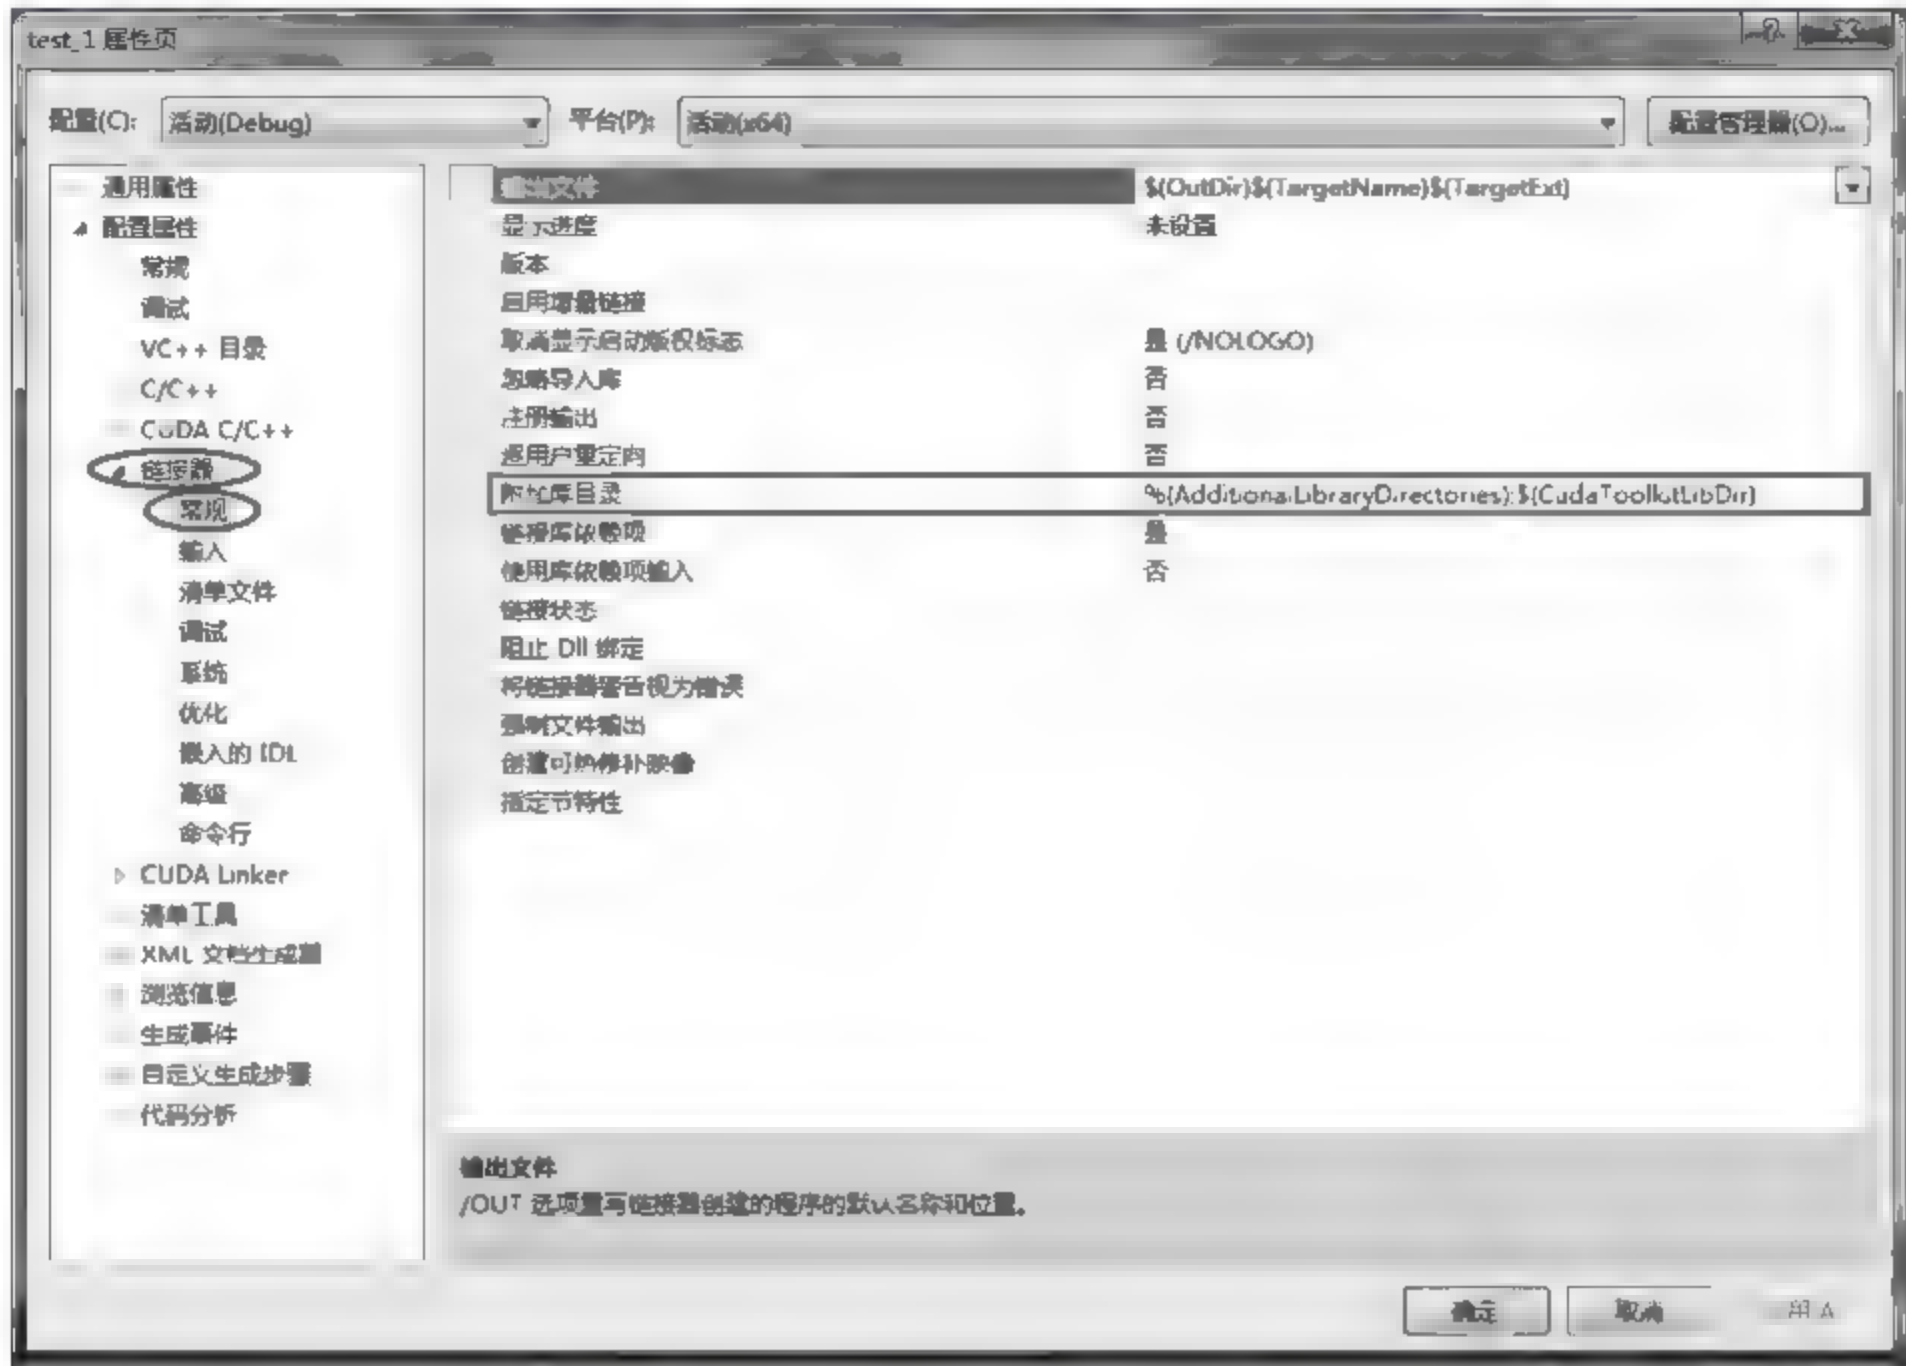 test_1 属性页
配置(C): 活动(Debug) 平台(P): 活动(x64) 配置管理器(O)...
通用属性
配置属性
常规
调试
VC++ 目录
C/C++
CUDA C/C++
链接器
常规
输入
清单文件
调试
系统
优化
嵌入的 IDL
高级
命令行
CUDA Linker
清单工具
XML 文档生成器
浏览信息
生成事件
自定义生成步骤
代码分析
输出文件 $(OutDir)$(TargetName)$(TargetExt)
显示进度 未设置
版本
启用增量链接
取消显示启动版权标志 是 (/NOLOGO)
忽略导入库 否
注册输出 否
逐用户重定向 否
附加库目录 %(AdditionalLibraryDirectories);$(CudaToolkitLibDir)
链接库依赖项 是
使用库依赖项输入 否
链接状态
阻止 Dll 绑定
将链接器警告视为错误
强制文件输出
创建可热修补映像
指定节特性
输出文件
/OUT 选项重写链接器创建的程序的默认名称和位置。
确定 取消